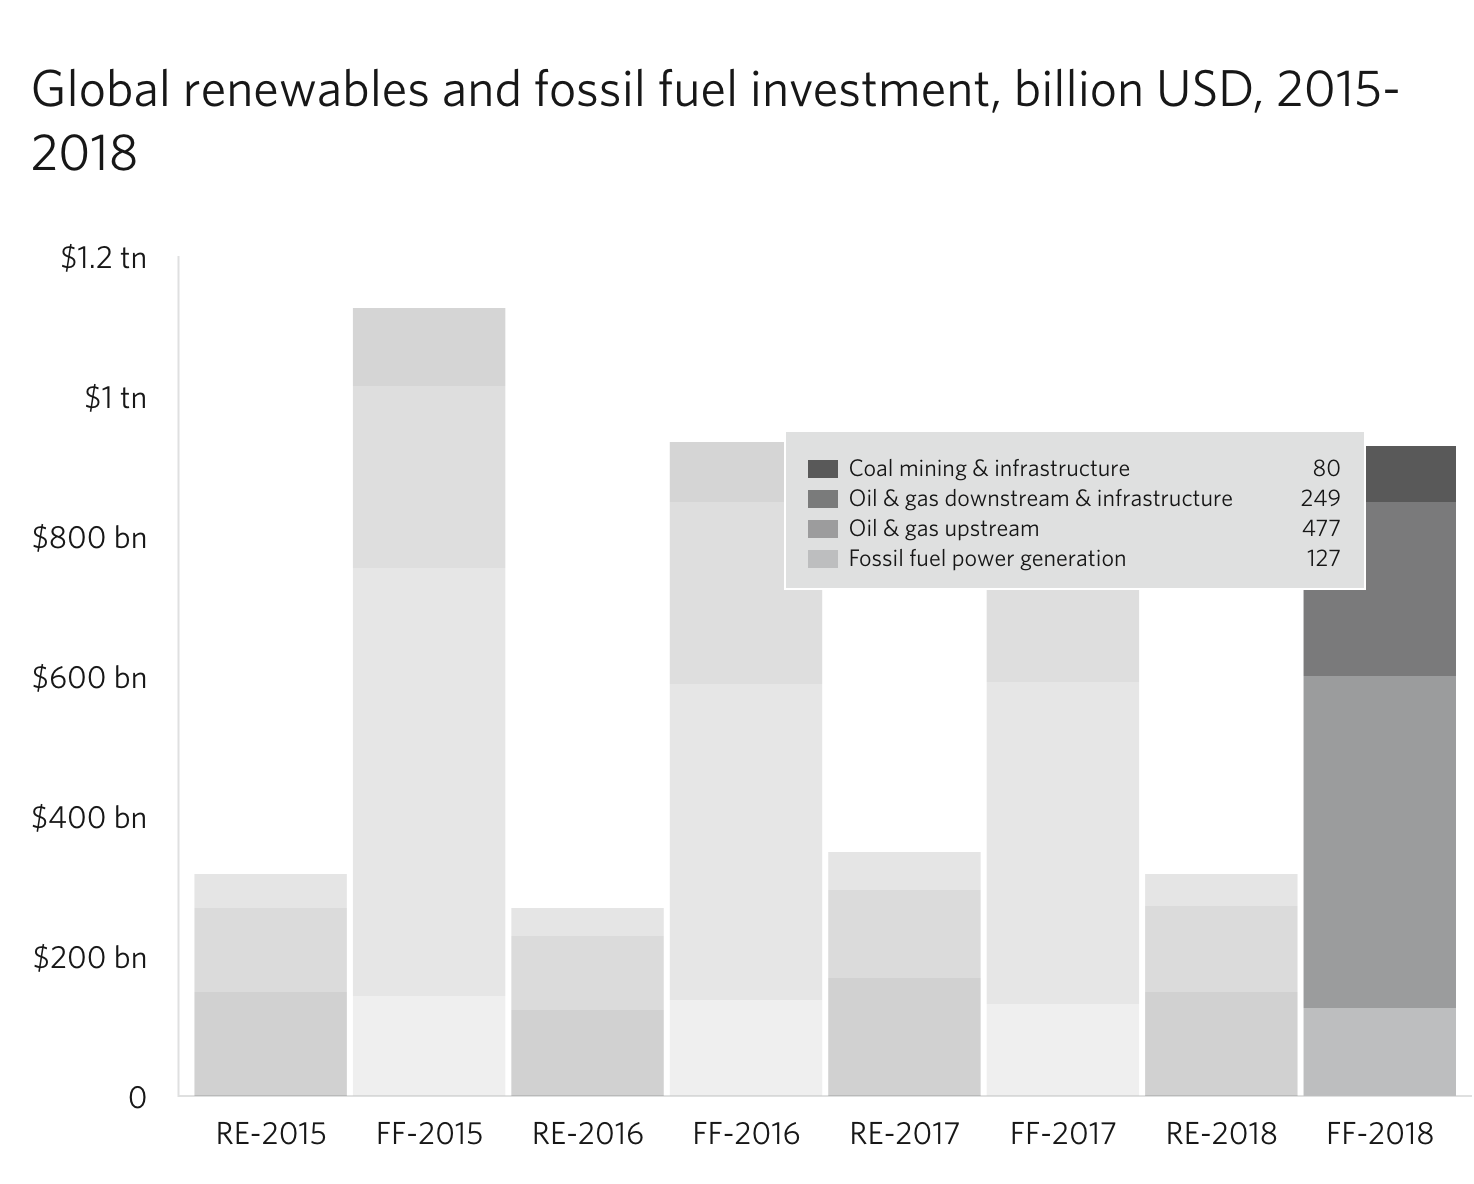 Global renewables and fossil fuel investment, billion USD, 2015-
2018
$1.2 tn
$1 tn
$800 bn
$600 bn
$400 bn
$200 bn
0
Coal mining & infrastructure 80
Oil & gas downstream & infrastructure 249
Oil & gas upstream 477
Fossil fuel power generation 127
RE-2015 FF-2015 RE-2016 FF-2016 RE-2017 FF-2017 RE-2018 FF-2018